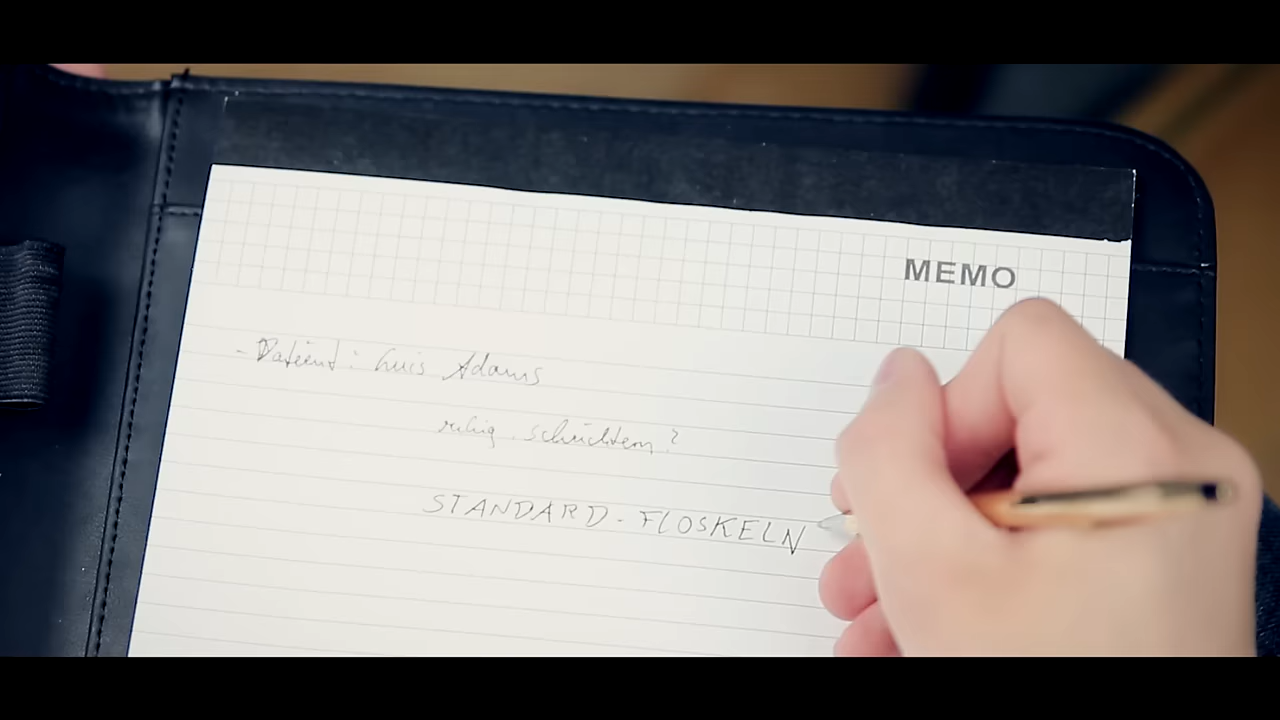 MEMO
- Patient: Luis Adams
ruhig, schüchtern?
STANDARD-FLOSKELN